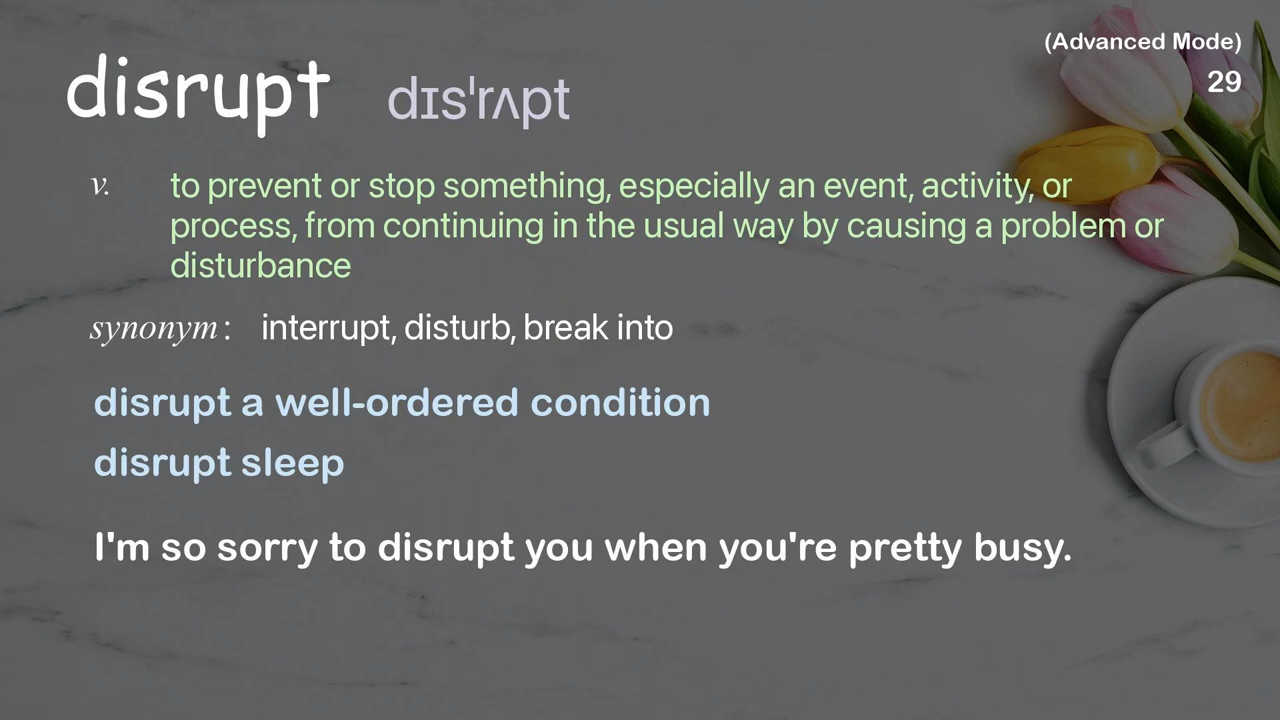 (Advanced Mode)
29
disrupt dɪsˈrʌpt
v. to prevent or stop something, especially an event, activity, or
process, from continuing in the usual way by causing a problem or
disturbance
synonym: interrupt, disturb, break into
disrupt a well-ordered condition
disrupt sleep
I'm so sorry to disrupt you when you're pretty busy.